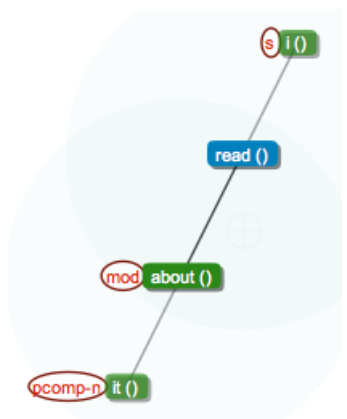 s i ()
read ()
mod about ()
pcomp-n it ()